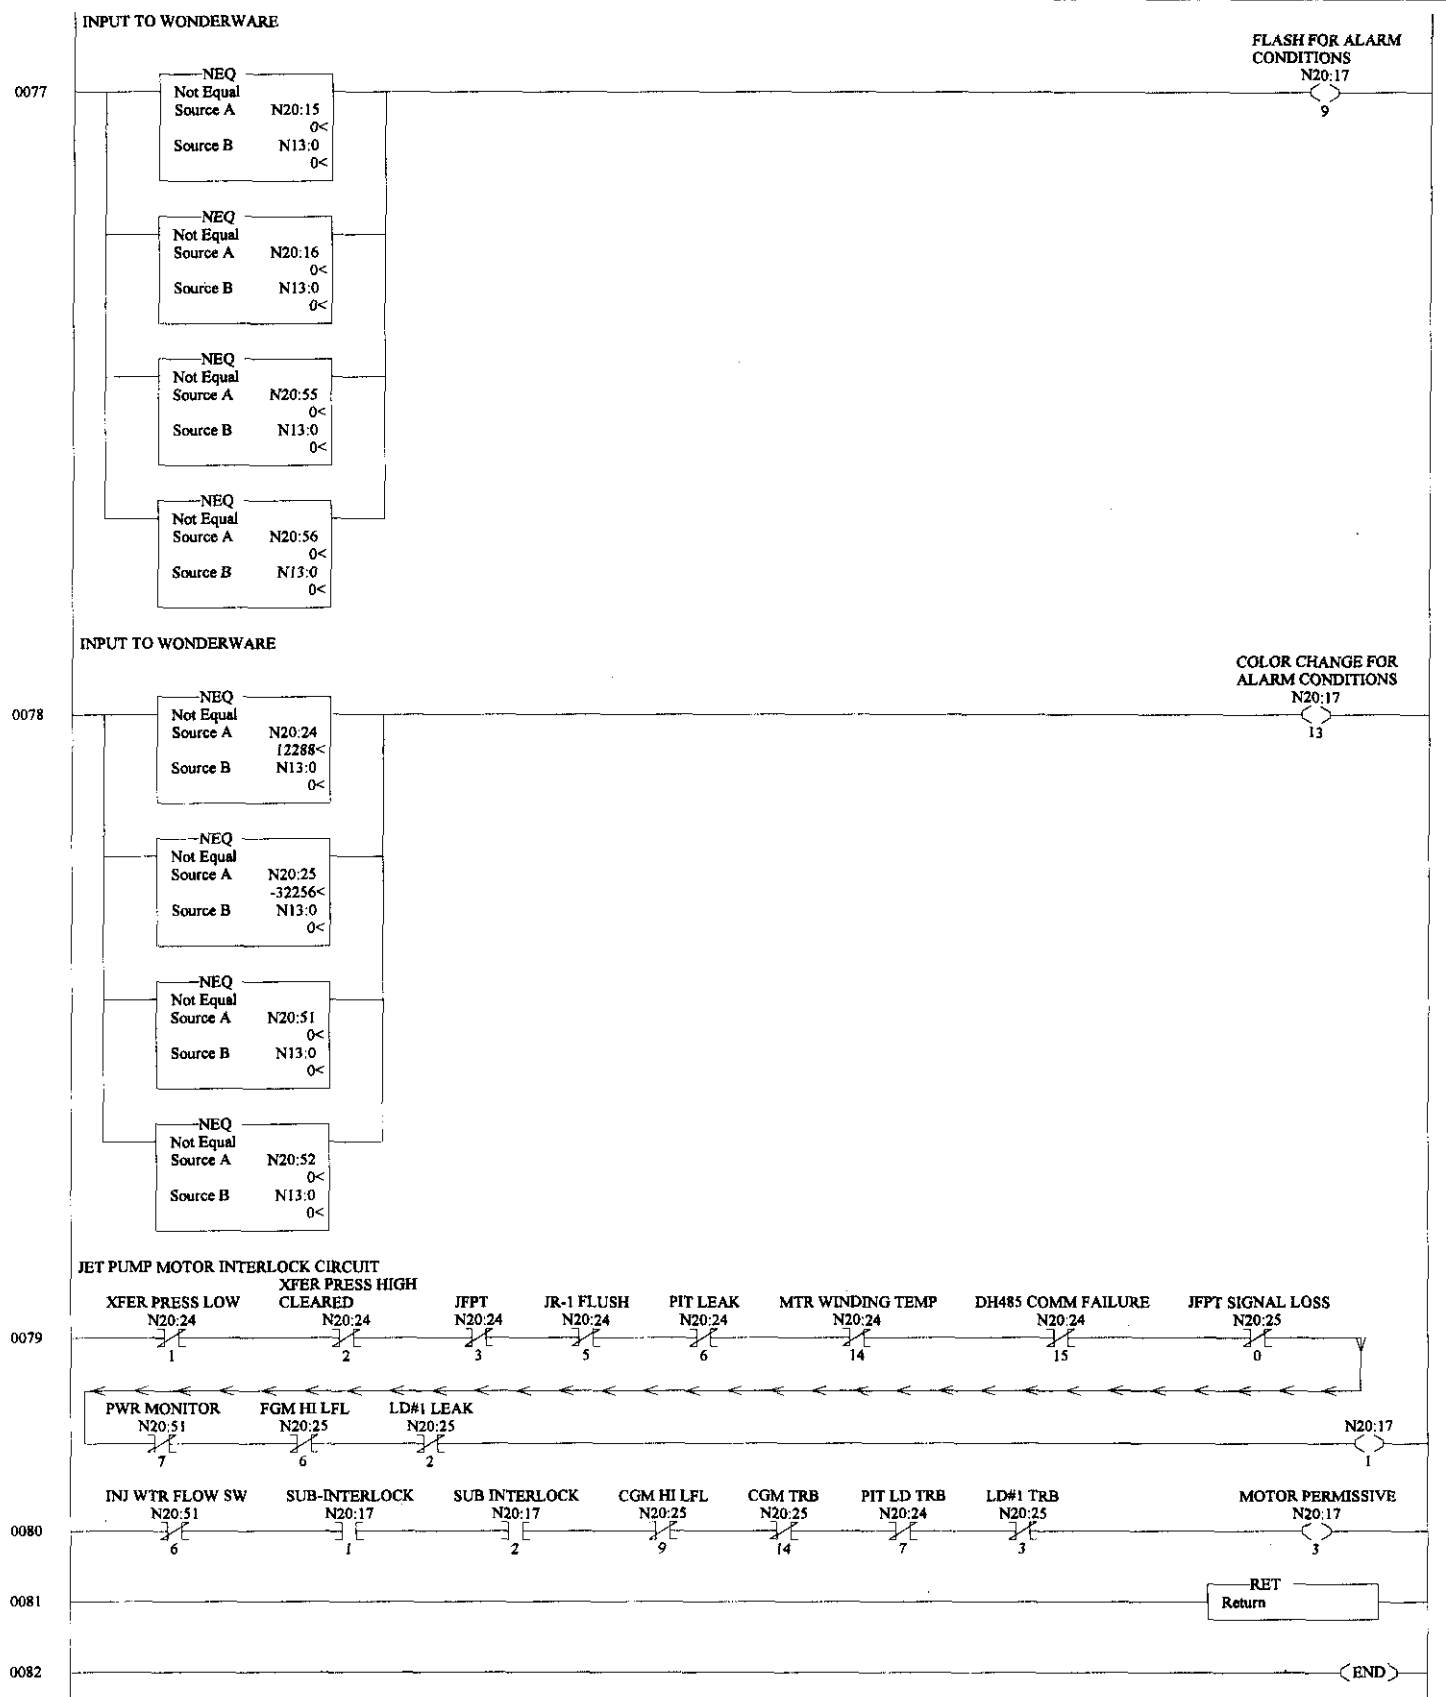 INPUT TO WONDERWARE
FLASH FOR ALARM
CONDITIONS
N20:17
9
0077
NEQ
Not Equal
Source A N20:15
0<
Source B N13:0
0<
NEQ
Not Equal
Source A N20:16
0<
Source B N13:0
0<
NEQ
Not Equal
Source A N20:55
0<
Source B N13:0
0<
NEQ
Not Equal
Source A N20:56
0<
Source B N13:0
0<
INPUT TO WONDERWARE
COLOR CHANGE FOR
ALARM CONDITIONS
N20:17
13
0078
NEQ
Not Equal
Source A N20:24
12288<
Source B N13:0
0<
NEQ
Not Equal
Source A N20:25
-32256<
Source B N13:0
0<
NEQ
Not Equal
Source A N20:51
0<
Source B N13:0
0<
NEQ
Not Equal
Source A N20:52
0<
Source B N13:0
0<
JET PUMP MOTOR INTERLOCK CIRCUIT
XFER PRESS HIGH
XFER PRESS LOW CLEARED JFPT JR-1 FLUSH PIT LEAK MTR WINDING TEMP DH485 COMM FAILURE JFPT SIGNAL LOSS
N20:24 N20:24 N20:24 N20:24 N20:24 N20:24 N20:24 N20:25
0079
1 2 3 5 6 14 15 0
PWR MONITOR FGM HI LFL LD#1 LEAK
N20:51 N20:25 N20:25 N20:17
7 6 2 1
INJ WTR FLOW SW SUB-INTERLOCK SUB INTERLOCK CGM HI LFL CGM TRB PIT LD TRB LD#1 TRB MOTOR PERMISSIVE
N20:51 N20:17 N20:17 N20:25 N20:25 N20:24 N20:25 N20:17
0080
6 1 2 9 14 7 3 3
RET
0081 Return
0082 END